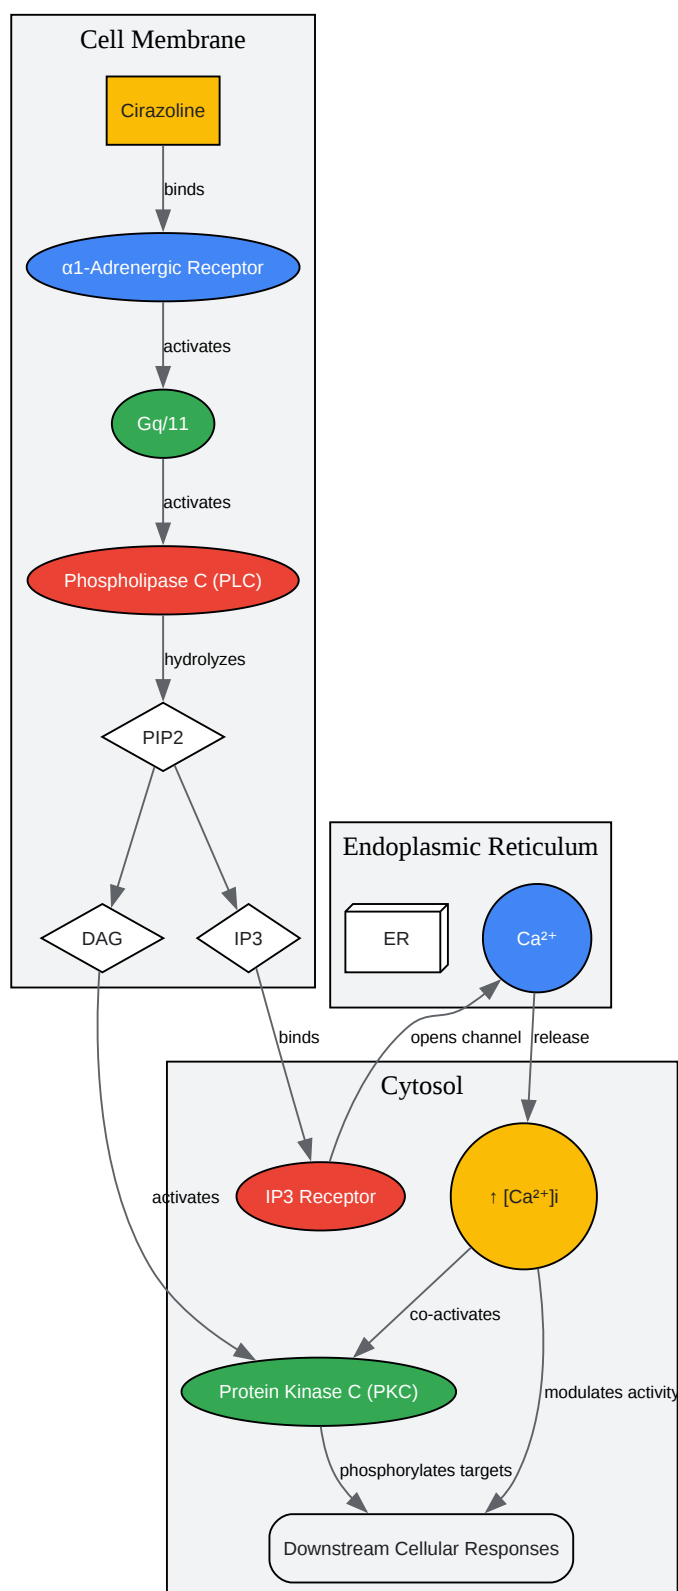 Cell Membrane
Cirazoline
binds
α1-Adrenergic Receptor
activates
Gq/11
activates
Phospholipase C (PLC)
hydrolyzes
PIP2
Endoplasmic Reticulum
DAG
IP3
ER
Ca²⁺
binds
opens channel
release
Cytosol
activates
IP3 Receptor
↑ [Ca²⁺]i
co-activates
Protein Kinase C (PKC)
modulates activity
phosphorylates targets
Downstream Cellular Responses